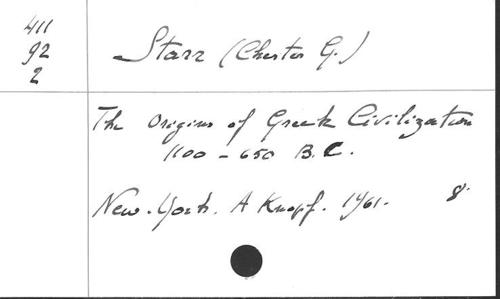 411
92
2
Starr (Chester G.)
The Origins of Greek Civilization
1100 - 650 B.C.
New-York. A Knopf. 1961. 8°